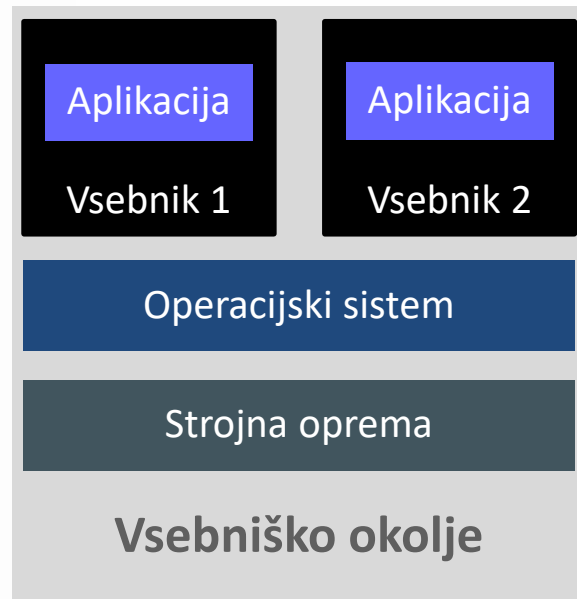 Aplikacija
Vsebnik 1
Aplikacija
Vsebnik 2
Operacijski sistem
Strojna oprema
Vsebniško okolje